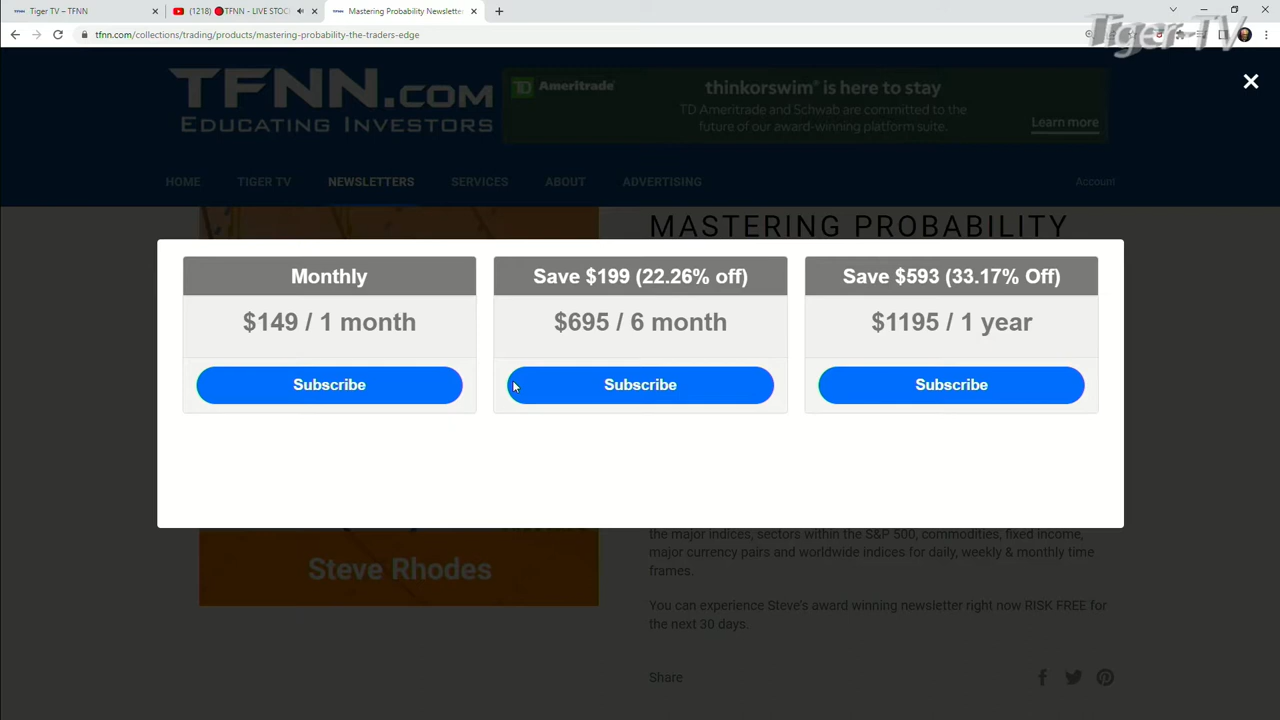 Tiger TV – TFNN
(1218) 🔴TFNN - LIVE STOC
Mastering Probability Newslette
tfnn.com/collections/trading/products/mastering-probability-the-traders-edge
Tiger TV
TFNN.COM
EDUCATING INVESTORS
TD Ameritrade
thinkorswim® is here to stay
TD Ameritrade and Schwab are committed to the
future of our award-winning platform suite.
Learn more
HOME
TIGER TV
NEWSLETTERS
SERVICES
ABOUT
ADVERTISING
Account
MASTERING PROBABILITY
Monthly
$149 / 1 month
Subscribe
Save $199 (22.26% off)
$695 / 6 month
Subscribe
Save $593 (33.17% Off)
$1195 / 1 year
Subscribe
Steve Rhodes
the major indices, sectors within the S&P 500, commodities, fixed income,
major currency pairs and worldwide indices for daily, weekly & monthly time
frames.
You can experience Steve's award winning newsletter right now RISK FREE for
the next 30 days.
Share